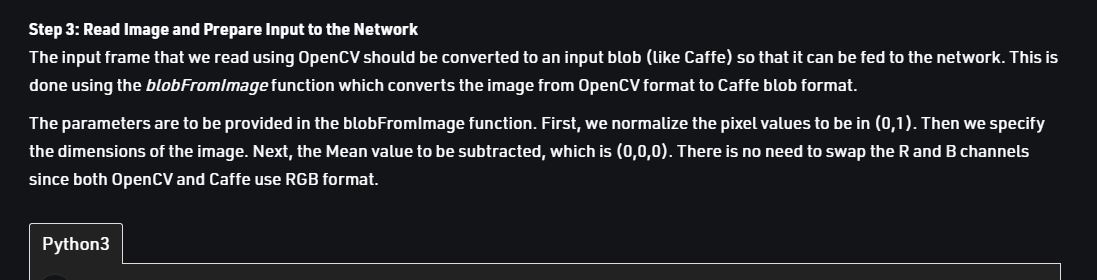 Step 3: Read Image and Prepare Input to the Network
The input frame that we read using OpenCV should be converted to an input blob (like Caffe) so that it can be fed to the network. This is
done using the blobFromImage function which converts the image from OpenCV format to Caffe blob format.
The parameters are to be provided in the blobFromImage function. First, we normalize the pixel values to be in (0,1). Then we specify
the dimensions of the image. Next, the Mean value to be subtracted, which is (0,0,0). There is no need to swap the R and B channels
since both OpenCV and Caffe use RGB format.
Python3